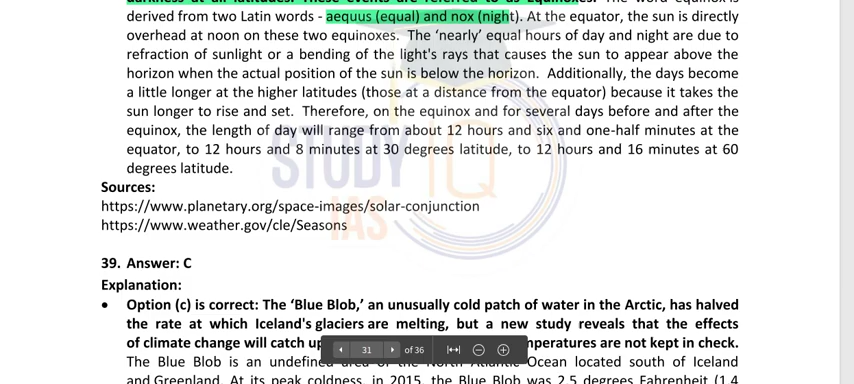 darkness at all latitudes. These events are referred to as Equinoxes. The word equinox is
derived from two Latin words - aequus (equal) and nox (night). At the equator, the sun is directly
overhead at noon on these two equinoxes. The ‘nearly’ equal hours of day and night are due to
refraction of sunlight or a bending of the light's rays that causes the sun to appear above the
horizon when the actual position of the sun is below the horizon. Additionally, the days become
a little longer at the higher latitudes (those at a distance from the equator) because it takes the
sun longer to rise and set. Therefore, on the equinox and for several days before and after the
equinox, the length of day will range from about 12 hours and six and one-half minutes at the
equator, to 12 hours and 8 minutes at 30 degrees latitude, to 12 hours and 16 minutes at 60
degrees latitude.
STUDY IQ
IAS
Sources:
https://www.planetary.org/space-images/solar-conjunction
https://www.weather.gov/cle/Seasons
39. Answer: C
Explanation:
• Option (c) is correct: The ‘Blue Blob,’ an unusually cold patch of water in the Arctic, has halved
the rate at which Iceland's glaciers are melting, but a new study reveals that the effects
of climate change will catch up temperatures are not kept in check.
31 of 36
The Blue Blob is an undefined area of the North Atlantic Ocean located south of Iceland
and Greenland. At its peak coldness, in 2015, the Blue Blob was 2.5 degrees Fahrenheit (1.4